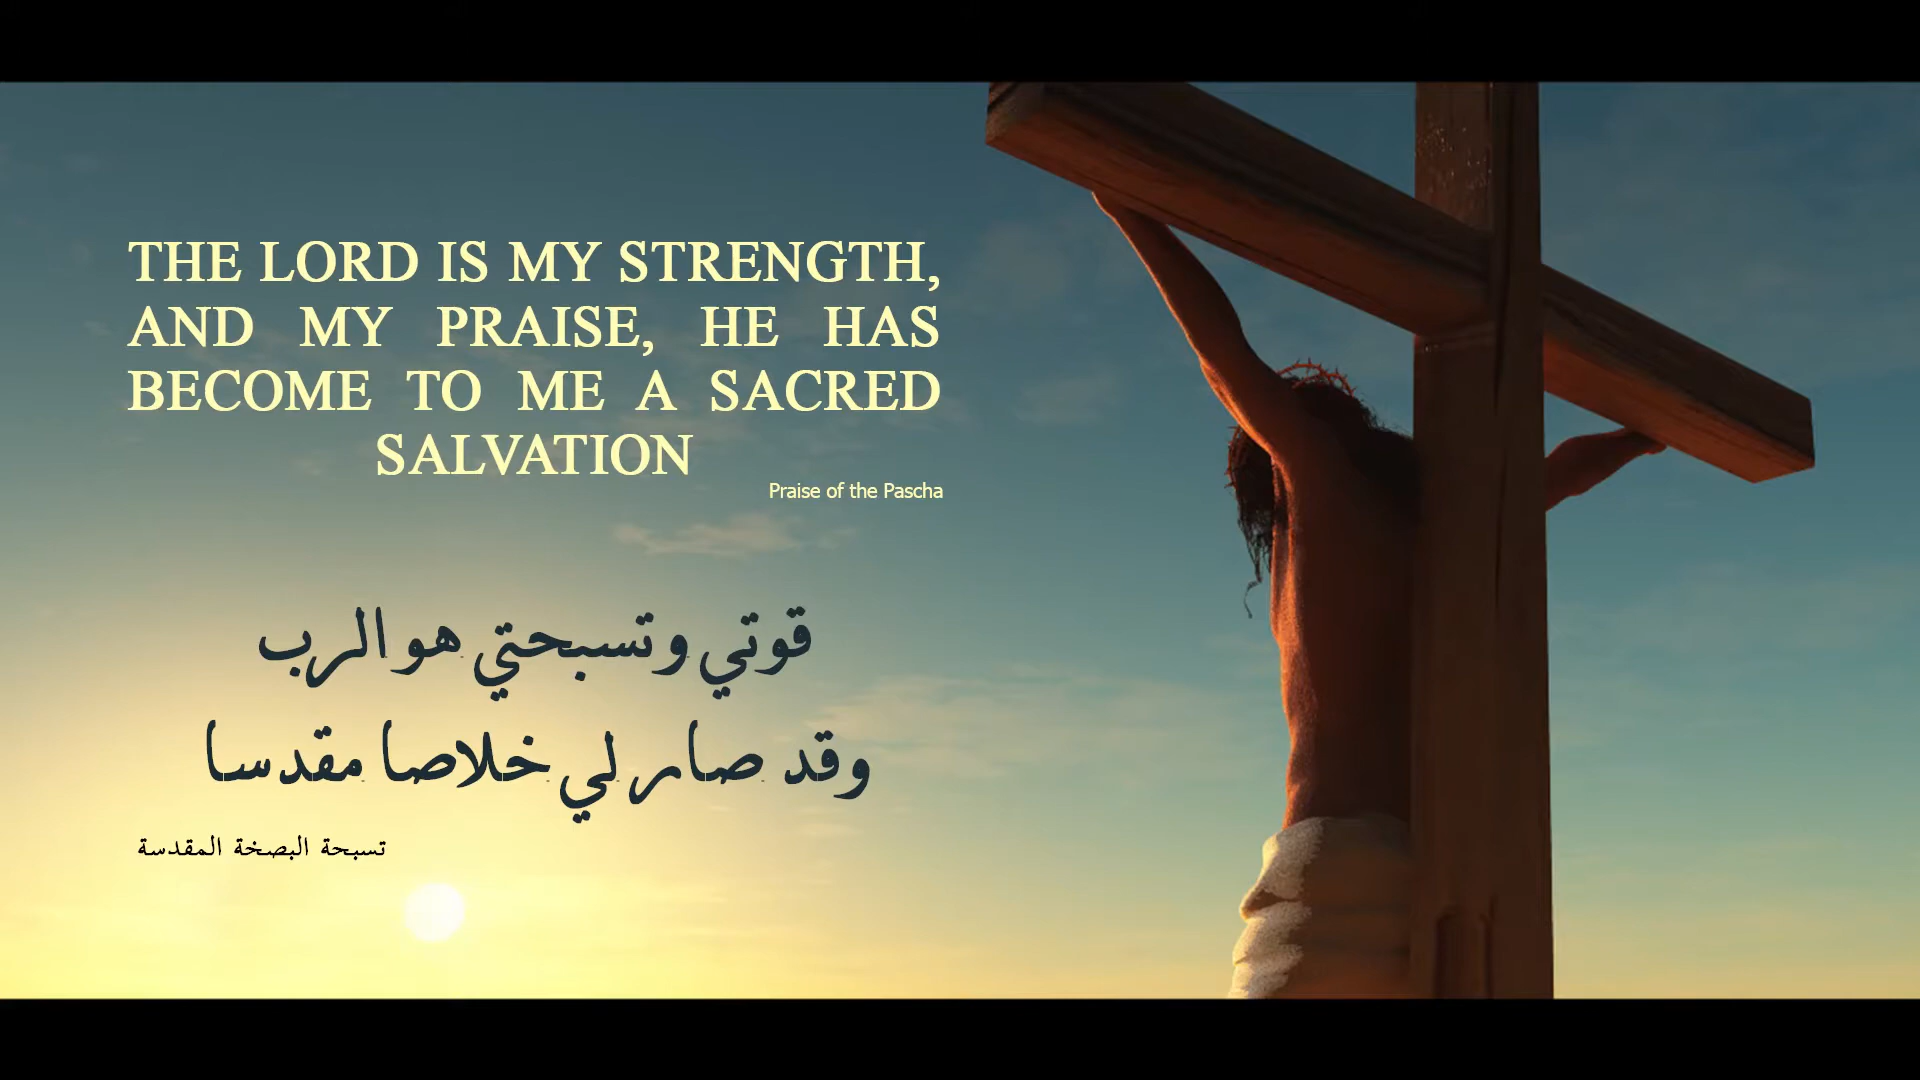 THE LORD IS MY STRENGTH,
AND MY PRAISE, HE HAS
BECOME TO ME A SACRED
SALVATION
Praise of the Pascha
قوتي وتسبحتي هو الرب
وقد صار لي خلاصا مقدسا
تسبحة البصخة المقدسة